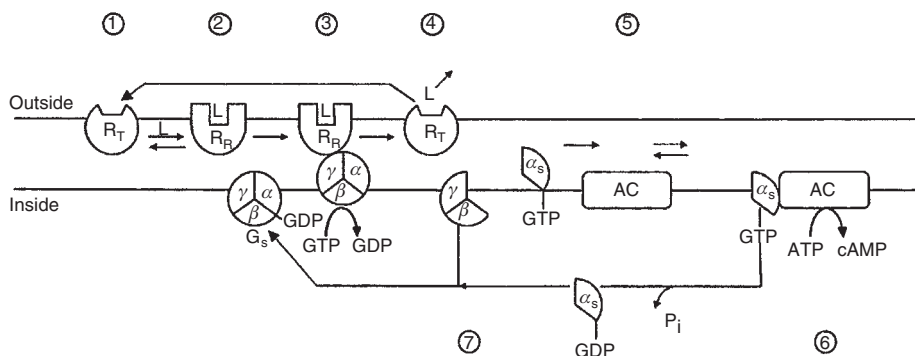 ① ② ③ ④ ⑤
L
Outside
L L L
R_T R_R R_R R_T
γ α α_s
γ α β γ AC α_s AC
Inside
β β
GDP GTP GTP
G_s GTP GDP ATP cAMP
α_s
P_i
GDP
⑦ ⑥